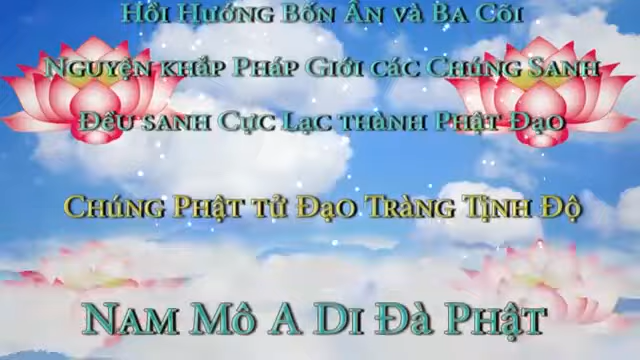 Hồi Hướng Bốn Ân và Ba Cõi
Nguyện khắp Pháp Giới các Chúng Sanh
Đều sanh Cực Lạc thành Phật Đạo
Chúng Phật tử Đạo Tràng Tịnh Độ
Nam Mô A Di Đà Phật